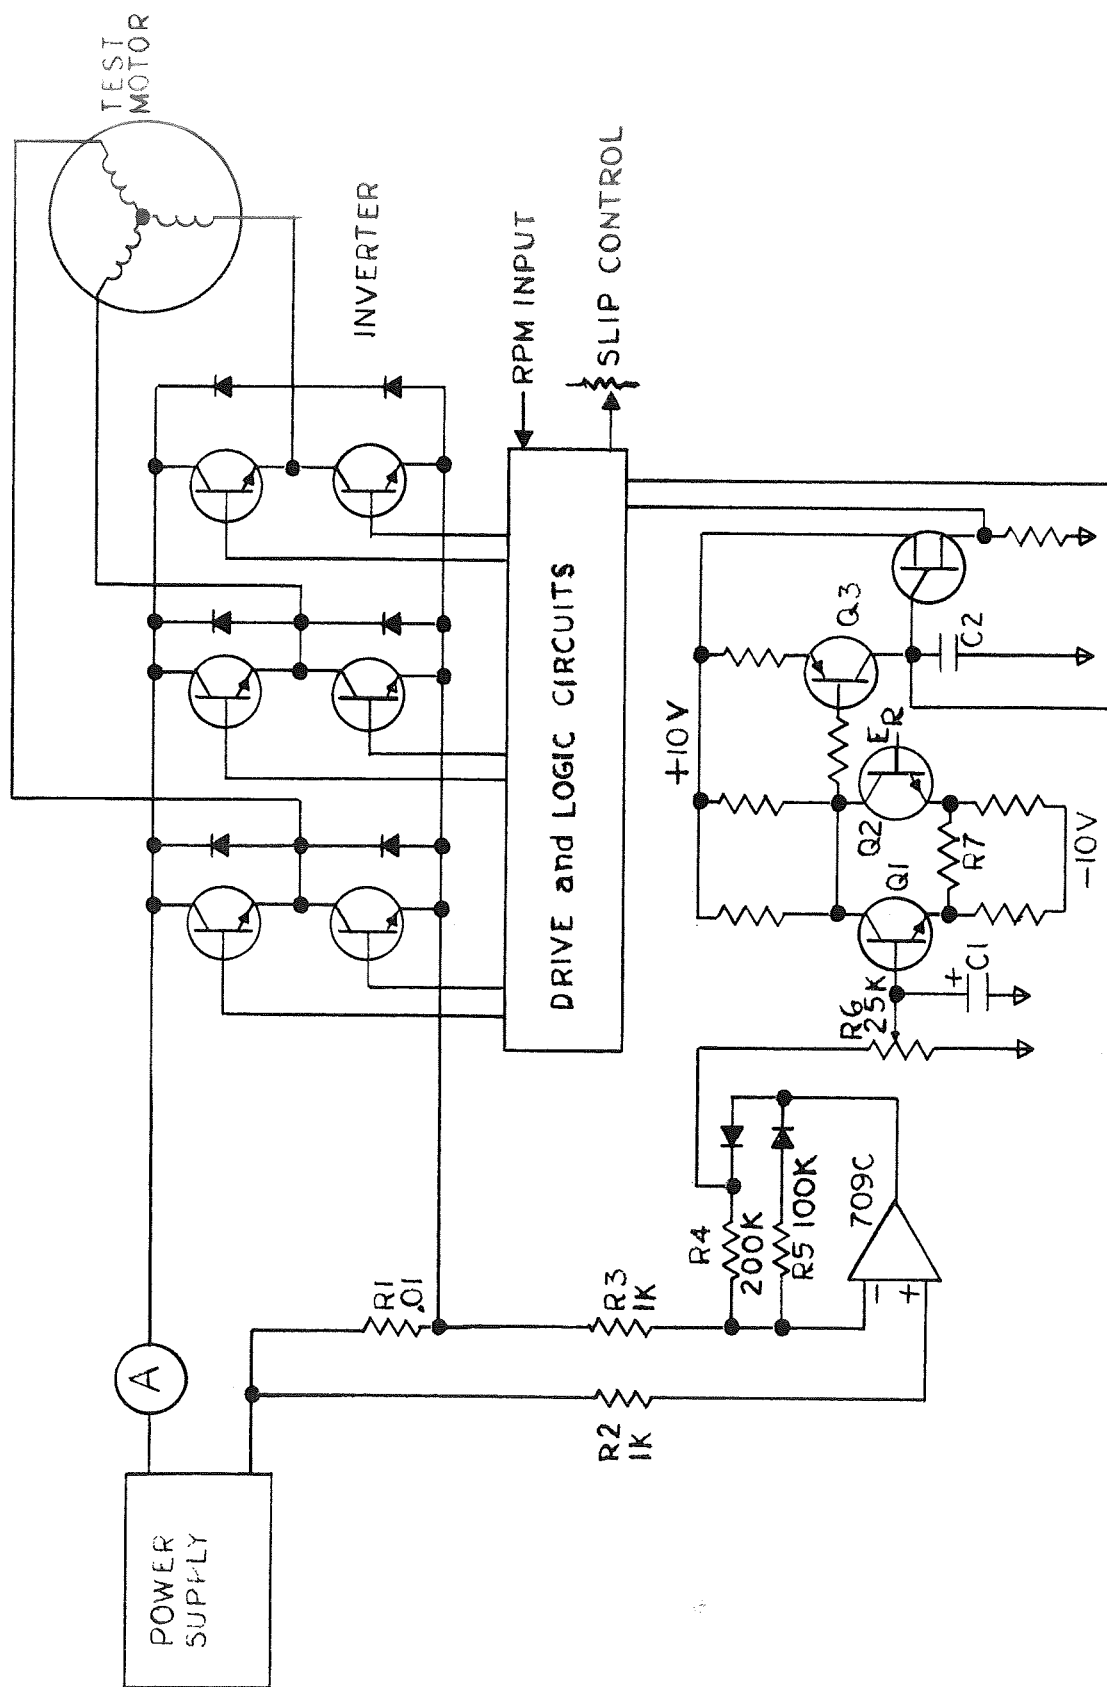 TEST
MOTOR
INVERTER
RPM INPUT
SLIP CONTROL
DRIVE and LOGIC CIRCUITS
A
POWER
SUPPLY
R1
.01
R2
1K
R3
1K
R4
200K
R5 100K
709C
-
+
R6
25K
+
C1
Q1
Q2
R7
ER
+10V
-10V
Q3
C2